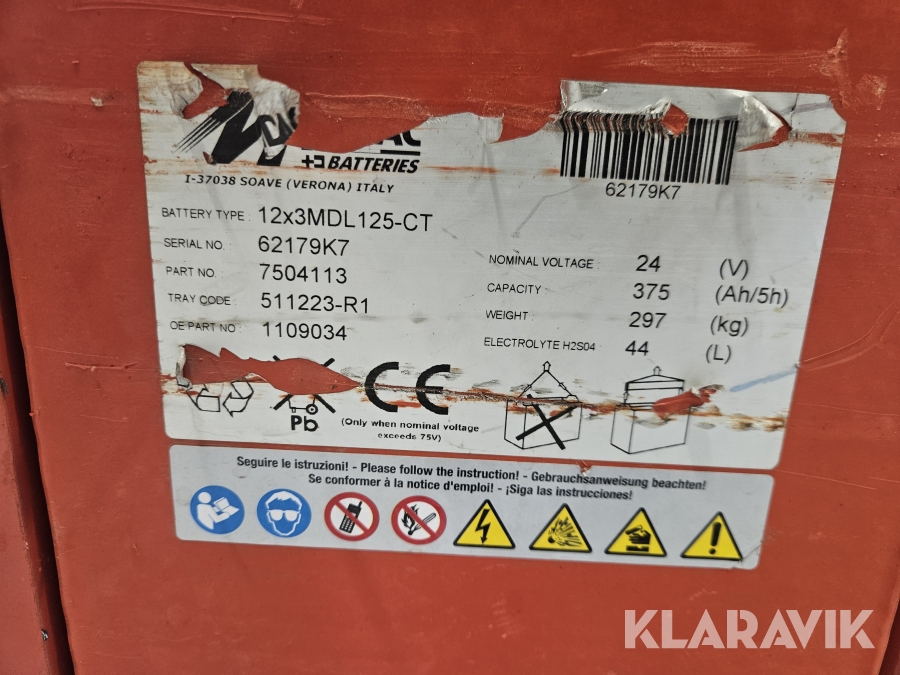 + BATTERIES
I-37038 SOAVE (VERONA) ITALY
62179K7
BATTERY TYPE : 12x3MDL125-CT
SERIAL NO. : 62179K7
PART NO. : 7504113
TRAY CODE : 511223-R1
OE PART NO : 1109034
NOMINAL VOLTAGE : 24 (V)
CAPACITY : 375 (Ah/5h)
WEIGHT : 297 (kg)
ELECTROLYTE H2S04 : 44 (L)
Pb
CE
(Only when nominal voltage
exceeds 75V)
Seguire le istruzioni! - Please follow the instruction! - Gebrauchsanweisung beachten!
Se conformer à la notice d'emploi! - ¡Siga las instrucciones!
KLARAVIK